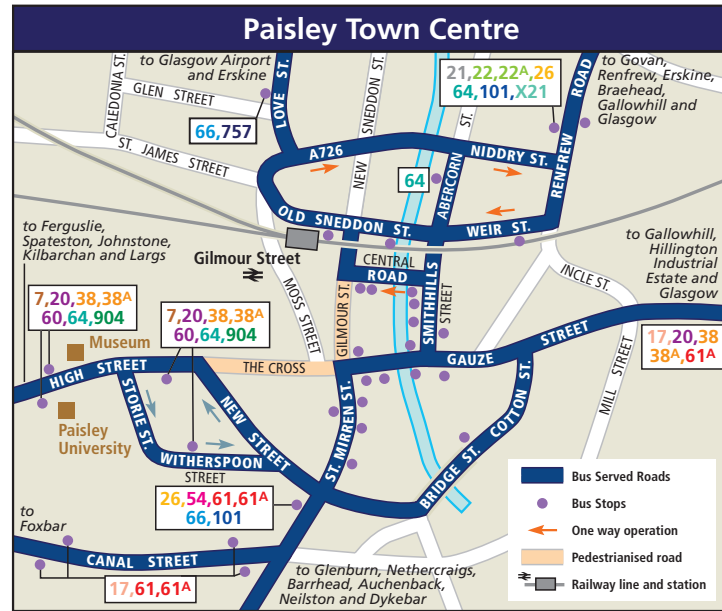 Paisley Town Centre
to Glasgow Airport
and Erskine
CALEDONIA ST.
GLEN STREET
LOVE ST.
66,757
ST. JAMES STREET
NEW SNEDDON ST.
21,22,22A,26
64,101,X21
to Govan,
Renfrew, Erskine,
Braehead,
Gallowhill and
Glasgow
RENFREW ROAD
A726
NIDDRY ST.
64
ABERCORN ST.
OLD SNEDDON ST.
WEIR ST.
to Ferguslie,
Spateston, Johnstone,
Kilbarchan and Largs
Gilmour Street
MOSS STREET
CENTRAL
ROAD
GILMOUR ST.
SMITHHILLS
STREET
INCLE ST.
to Gallowhill,
Hillington
Industrial
Estate and
Glasgow
7,20,38,38A
60,64,904
7,20,38,38A
60,64,904
Museum
HIGH STREET
THE CROSS
GAUZE STREET
17,20,38
38A,61A
MILL STREET
Paisley
University
STORIE ST.
NEW STREET
WITHERSPOON
STREET
ST. MIRREN ST.
BRIDGE ST.
COTTON ST.
26,54,61,61A
66,101
to
Foxbar
CANAL STREET
17,61,61A
to Glenburn, Nethercraigs,
Barrhead, Auchenback,
Neilston and Dykebar
Bus Served Roads
Bus Stops
One way operation
Pedestrianised road
Railway line and station